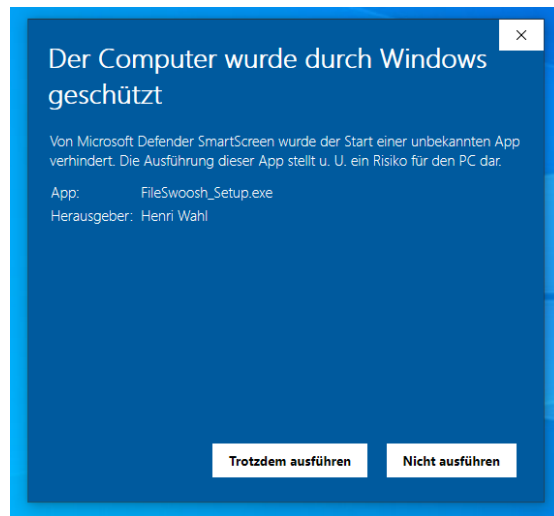 Der Computer wurde durch Windows
geschützt
Von Microsoft Defender SmartScreen wurde der Start einer unbekannten App
verhindert. Die Ausführung dieser App stellt u. U. ein Risiko für den PC dar.
App: FileSwoosh_Setup.exe
Herausgeber: Henri Wahl
Trotzdem ausführen Nicht ausführen